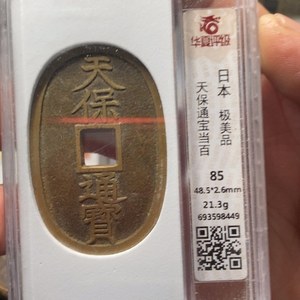 天保
通寶
华夏评级
日本 极美品
天保通宝当百
85
48.5*2.6mm
21.3g
693598449